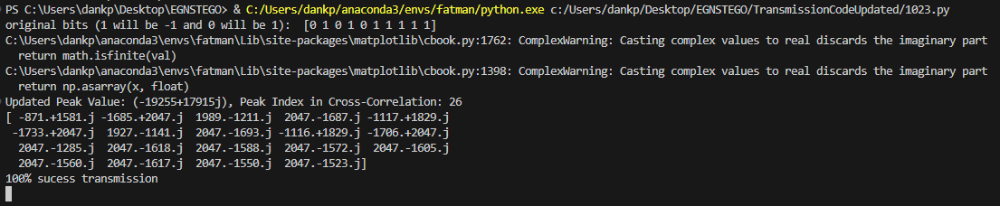 PS C:\Users\dankp\Desktop\EGNSTEGO> & C:/Users/dankp/anaconda3/envs/fatman/python.exe c:/Users/dankp/Desktop/EGNSTEGO/TransmissionCodeUpdated/1023.py
original bits (1 will be -1 and 0 will be 1):  [0 1 0 1 0 1 1 1 1 1 1]
C:\Users\dankp\anaconda3\envs\fatman\Lib\site-packages\matplotlib\cbook.py:1762: ComplexWarning: Casting complex values to real discards the imaginary part
  return math.isfinite(val)
C:\Users\dankp\anaconda3\envs\fatman\Lib\site-packages\matplotlib\cbook.py:1398: ComplexWarning: Casting complex values to real discards the imaginary part
  return np.asarray(x, float)
Updated Peak Value: (-19255+17915j), Peak Index in Cross-Correlation: 26
[ -871.+1581.j -1685.+2047.j  1989.-1211.j  2047.-1687.j -1117.+1829.j
 -1733.+2047.j  1927.-1141.j  2047.-1693.j -1116.+1829.j -1706.+2047.j
  2047.-1285.j  2047.-1618.j  2047.-1588.j  2047.-1572.j  2047.-1605.j
  2047.-1560.j  2047.-1617.j  2047.-1550.j  2047.-1523.j]
100% sucess transmission